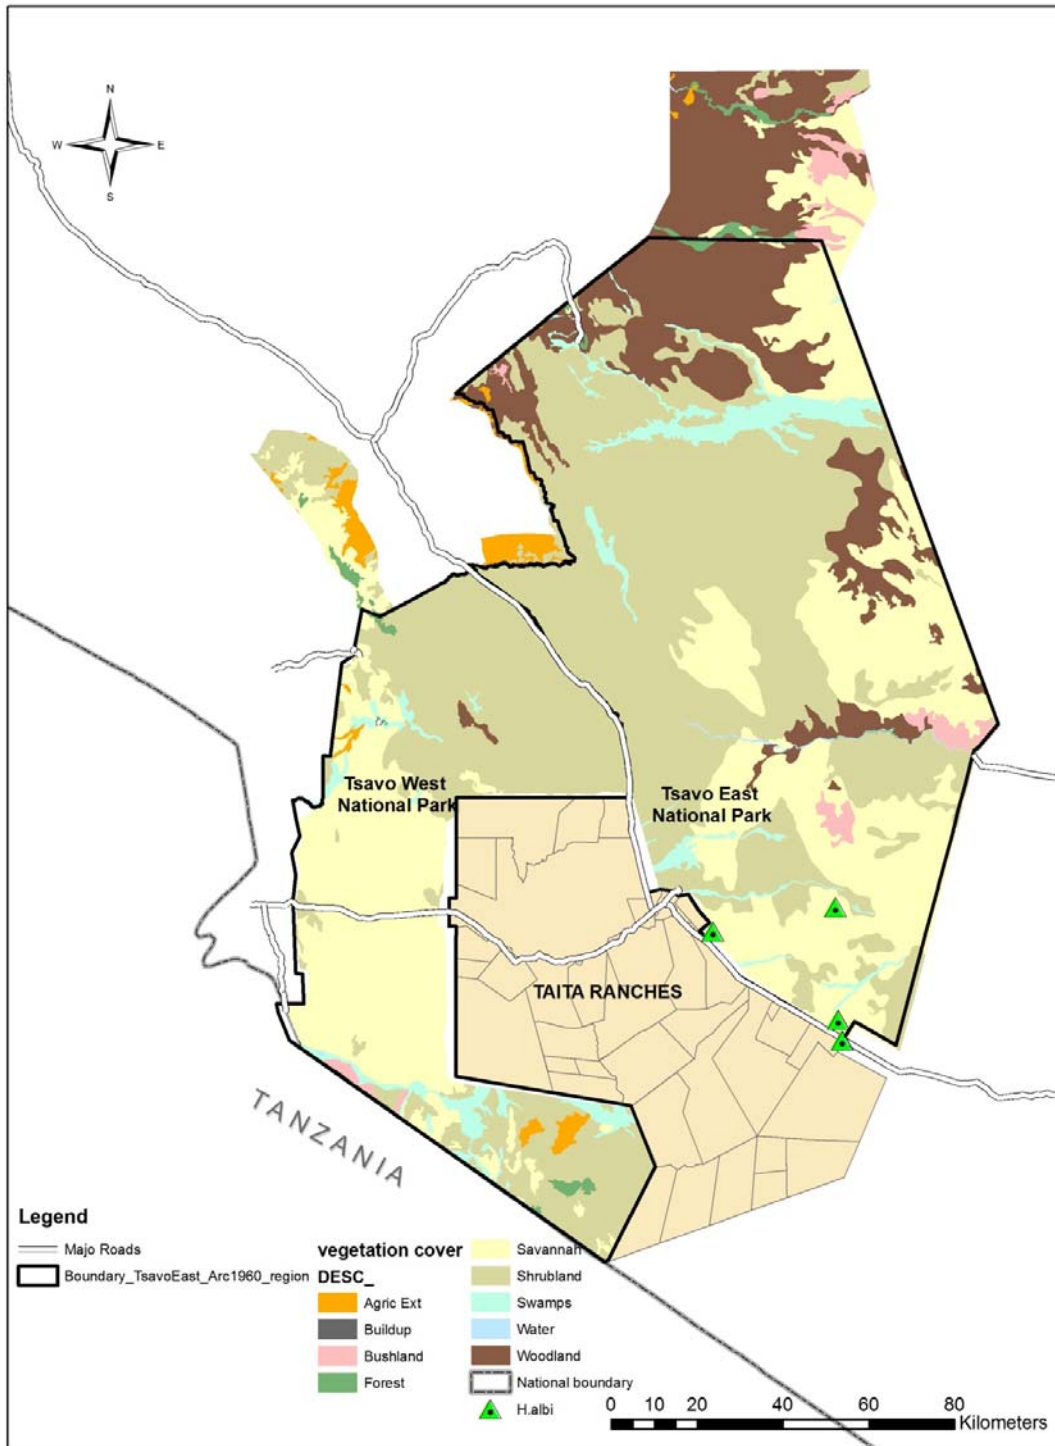 N
W E
S
Tsavo West
National Park
Tsavo East
National Park
TAITA RANCHES
TANZANIA
Legend
Majo Roads
Boundary_TsavoEast_Arc1960_region
vegetation cover
DESC_
Agric Ext
Buildup
Bushland
Forest
Savannah
Shrubland
Swamps
Water
Woodland
National boundary
H.albi
0 10 20 40 60 80
Kilometers